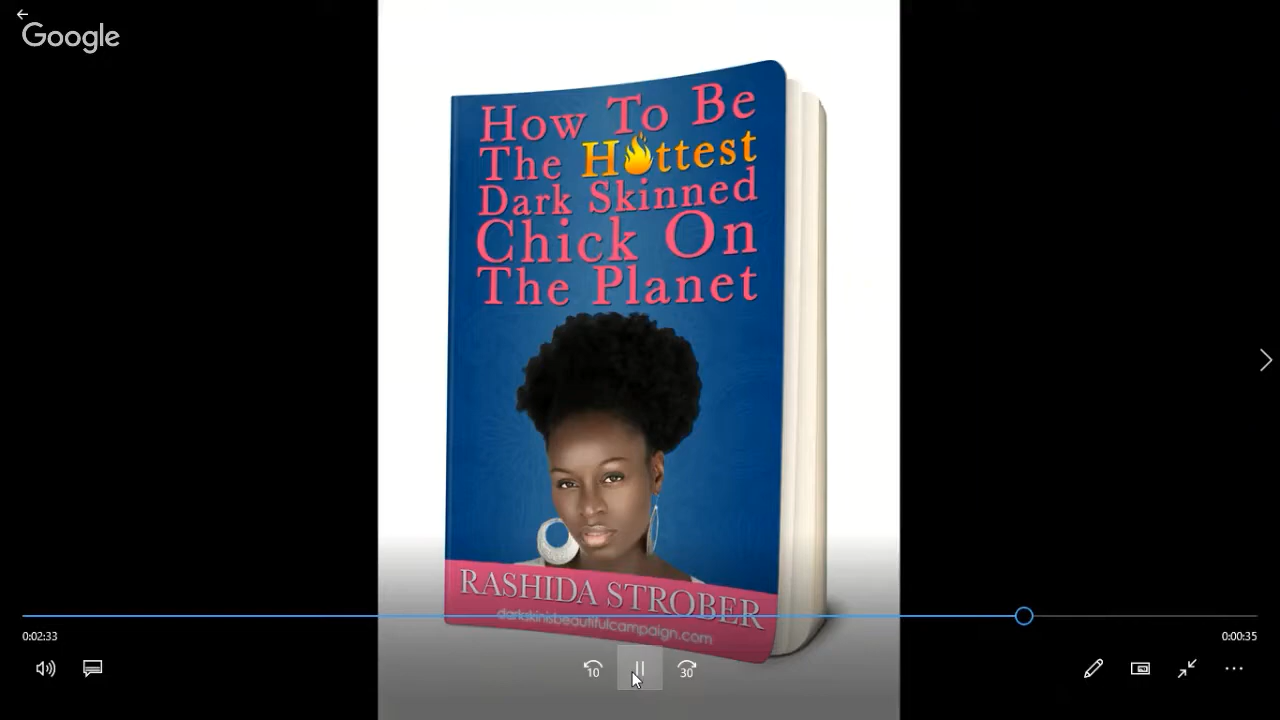 Google
How To Be
The Hottest
Dark Skinned
Chick On
The Planet
RASHIDA STROBER
darkskinisbeautifulcampaign.com
0:02:33
0:00:35
10
30